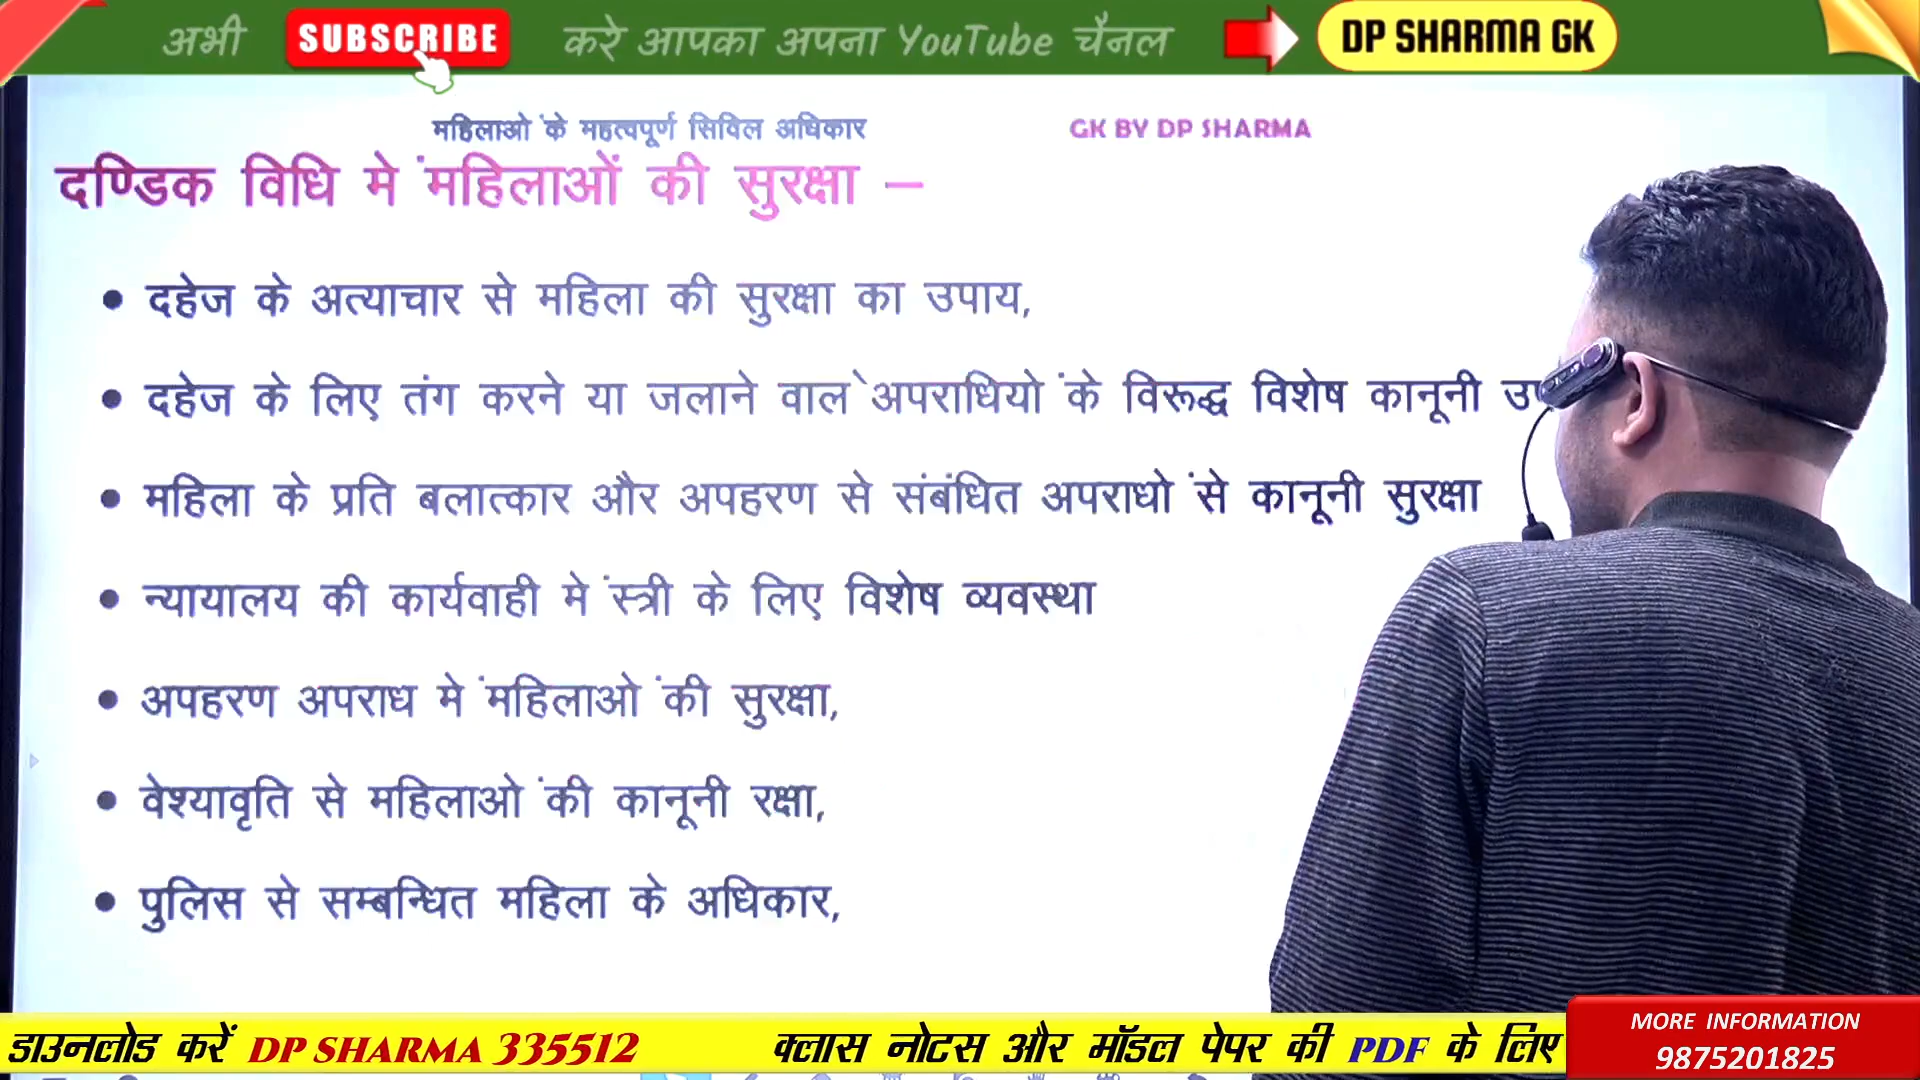 अभी SUBSCRIBE करे आपका अपना YouTube चैनल DP SHARMA GK
महिलाओं के महत्वपूर्ण सिविल अधिकार GK BY DP SHARMA
दण्डिक विधि में महिलाओं की सुरक्षा –
• दहेज के अत्याचार से महिला की सुरक्षा का उपाय,
• दहेज के लिए तंग करने या जलाने वाले अपराधियों के विरूद्ध विशेष कानूनी
• महिला के प्रति बलात्कार और अपहरण से संबंधित अपराधों से कानूनी सुरक्षा
• न्यायालय की कार्यवाही में स्त्री के लिए विशेष व्यवस्था
• अपहरण अपराध में महिलाओं की सुरक्षा,
• वेश्यावृति से महिलाओं की कानूनी रक्षा,
• पुलिस से सम्बन्धित महिला के अधिकार,
डाउनलोड करें DP SHARMA 335512 क्लास नोटस और मॉडल पेपर की PDF के लिए
MORE INFORMATION
9875201825